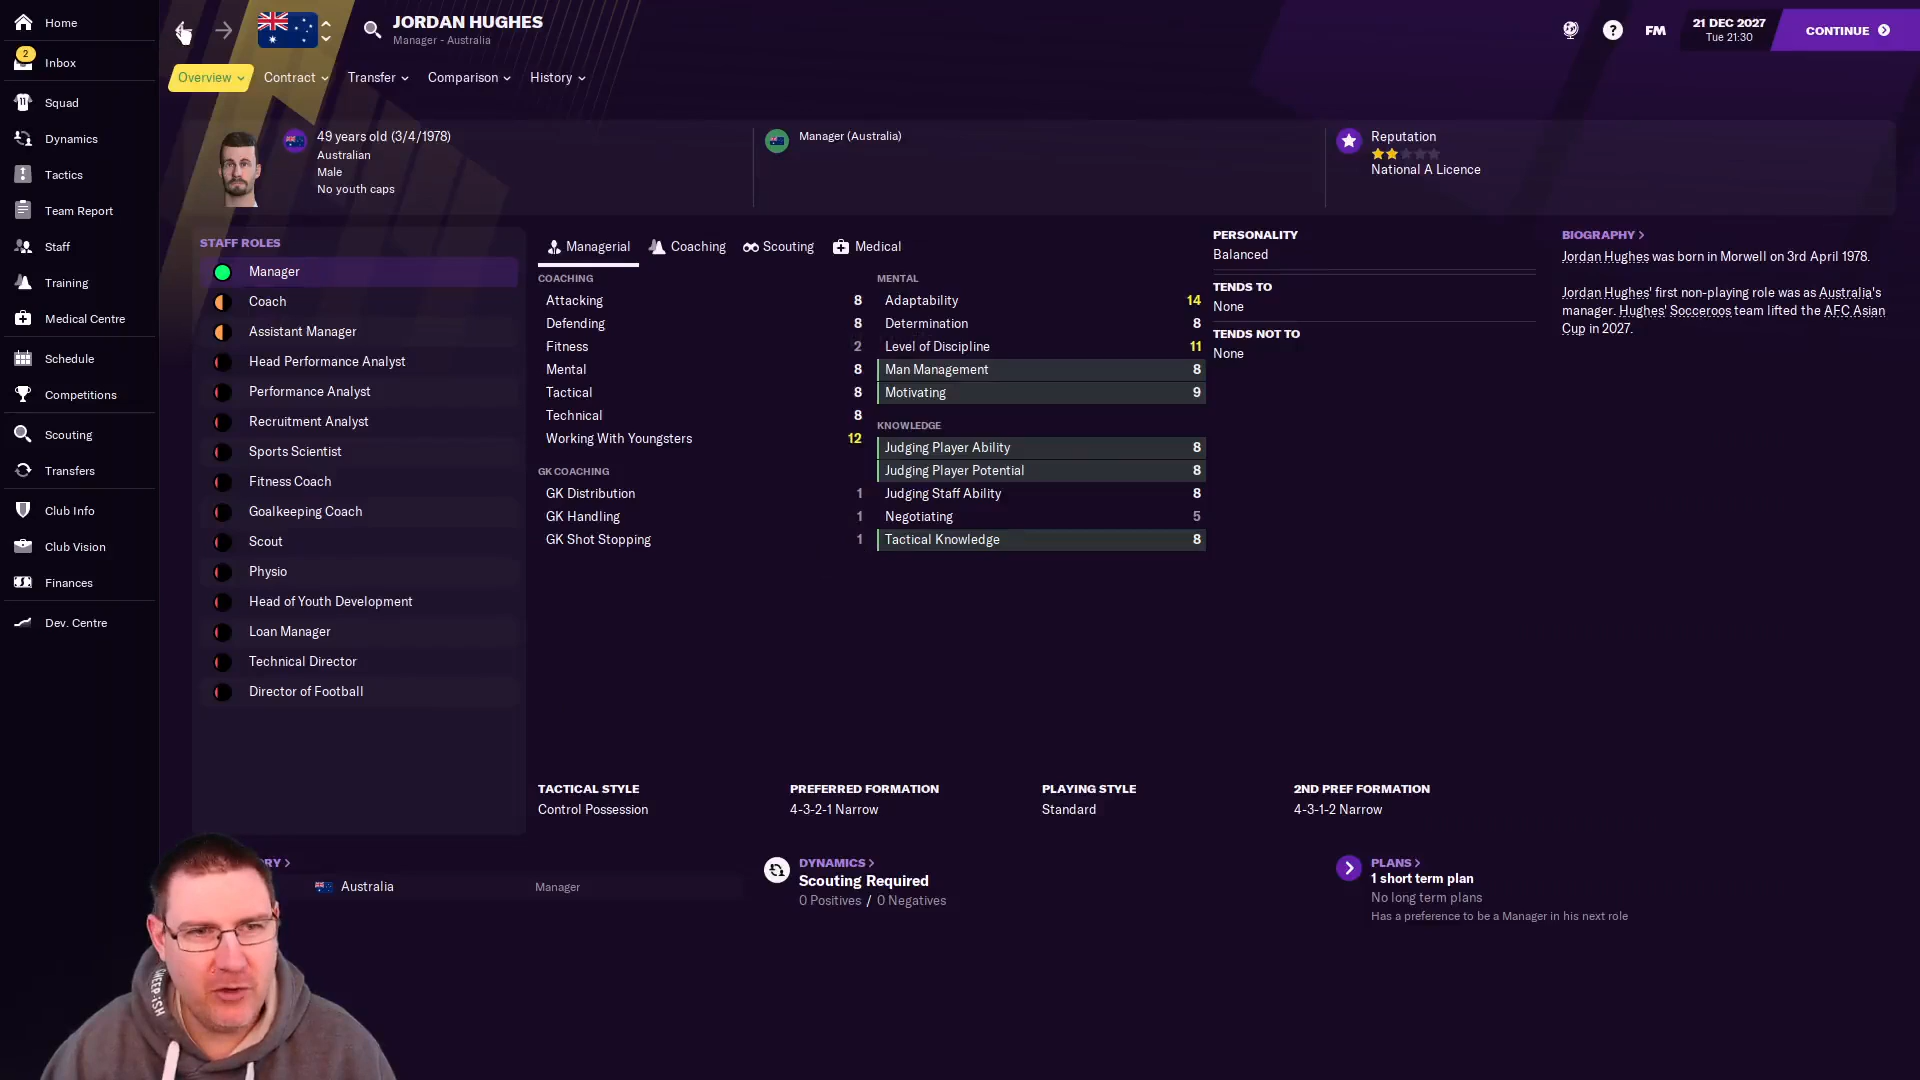 Home
JORDAN HUGHES
Manager - Australia
FM
21 DEC 2027
Tue 21:30
CONTINUE
2
Inbox
Overview
Contract
Transfer
Comparison
History
Squad
Dynamics
Tactics
Team Report
Staff
Training
Medical Centre
Schedule
Competitions
Scouting
Transfers
Club Info
Club Vision
Finances
Dev. Centre
49 years old (3/4/1978)
Australian
Male
No youth caps
Manager (Australia)
Reputation
National A Licence
STAFF ROLES
Manager
Coach
Assistant Manager
Head Performance Analyst
Performance Analyst
Recruitment Analyst
Sports Scientist
Fitness Coach
Goalkeeping Coach
Scout
Physio
Head of Youth Development
Loan Manager
Technical Director
Director of Football
Managerial
Coaching
Scouting
Medical
COACHING
Attacking 8
Defending 8
Fitness 2
Mental 8
Tactical 8
Technical 8
Working With Youngsters 12
GK COACHING
GK Distribution 1
GK Handling 1
GK Shot Stopping 1
MENTAL
Adaptability 14
Determination 8
Level of Discipline 11
Man Management 8
Motivating 9
KNOWLEDGE
Judging Player Ability 8
Judging Player Potential 8
Judging Staff Ability 8
Negotiating 5
Tactical Knowledge 8
PERSONALITY
Balanced
TENDS TO
None
TENDS NOT TO
None
BIOGRAPHY >
Jordan Hughes was born in Morwell on 3rd April 1978.
Jordan Hughes' first non-playing role was as Australia's
manager. Hughes' Socceroos team lifted the AFC Asian
Cup in 2027.
TACTICAL STYLE
Control Possession
PREFERRED FORMATION
4-3-2-1 Narrow
PLAYING STYLE
Standard
2ND PREF FORMATION
4-3-1-2 Narrow
RY >
Australia
Manager
DYNAMICS >
Scouting Required
0 Positives / 0 Negatives
PLANS >
1 short term plan
No long term plans
Has a preference to be a Manager in his next role
CHEEP-ISH